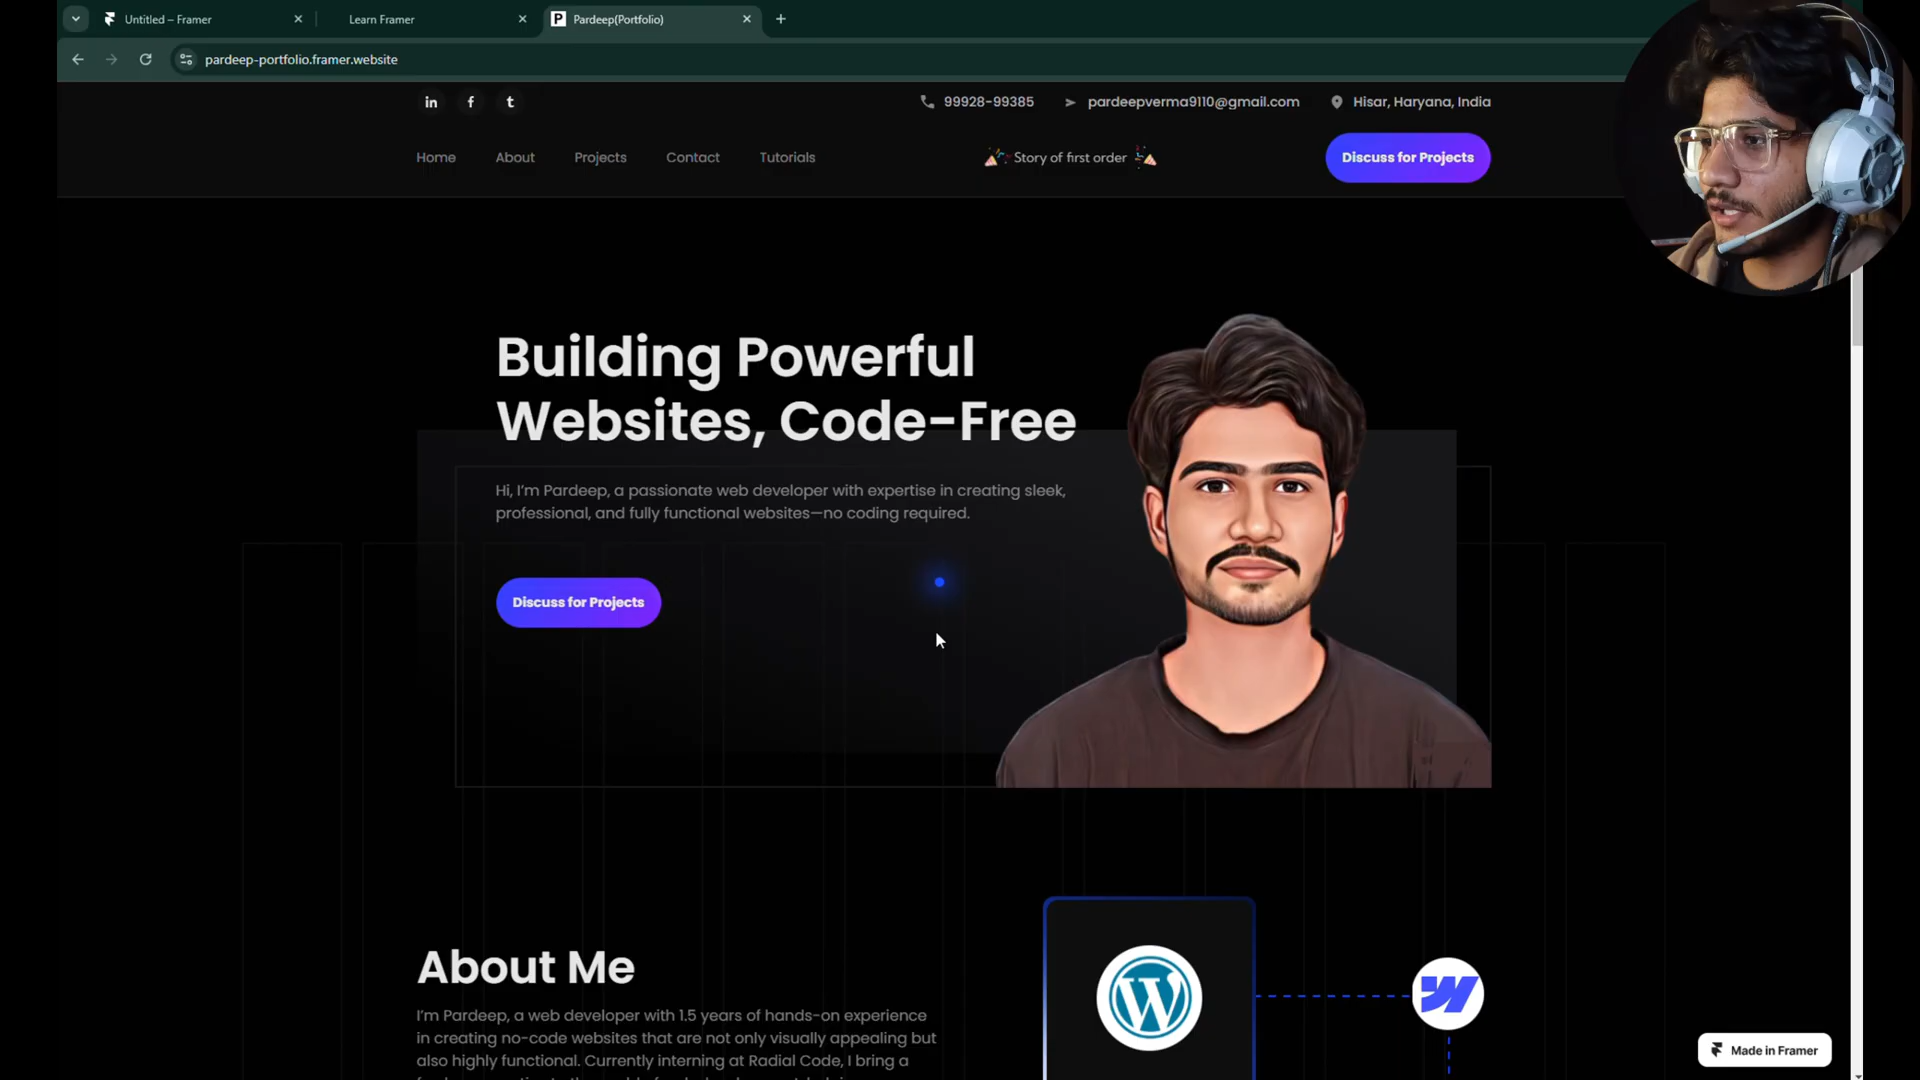 Untitled – Framer
Learn Framer
P Pardeep(Portfolio)
pardeep-portfolio.framer.website
in f t
99928-99385
pardeepverma9110@gmail.com
Hisar, Haryana, India
Home
About
Projects
Contact
Tutorials
Story of first order
Discuss for Projects
Building Powerful
Websites, Code-Free
Hi, I'm Pardeep, a passionate web developer with expertise in creating sleek,
professional, and fully functional websites—no coding required.
Discuss for Projects
About Me
I'm Pardeep, a web developer with 1.5 years of hands-on experience
in creating no-code websites that are not only visually appealing but
also highly functional. Currently interning at Radial Code, I bring a
W
W
Made in Framer